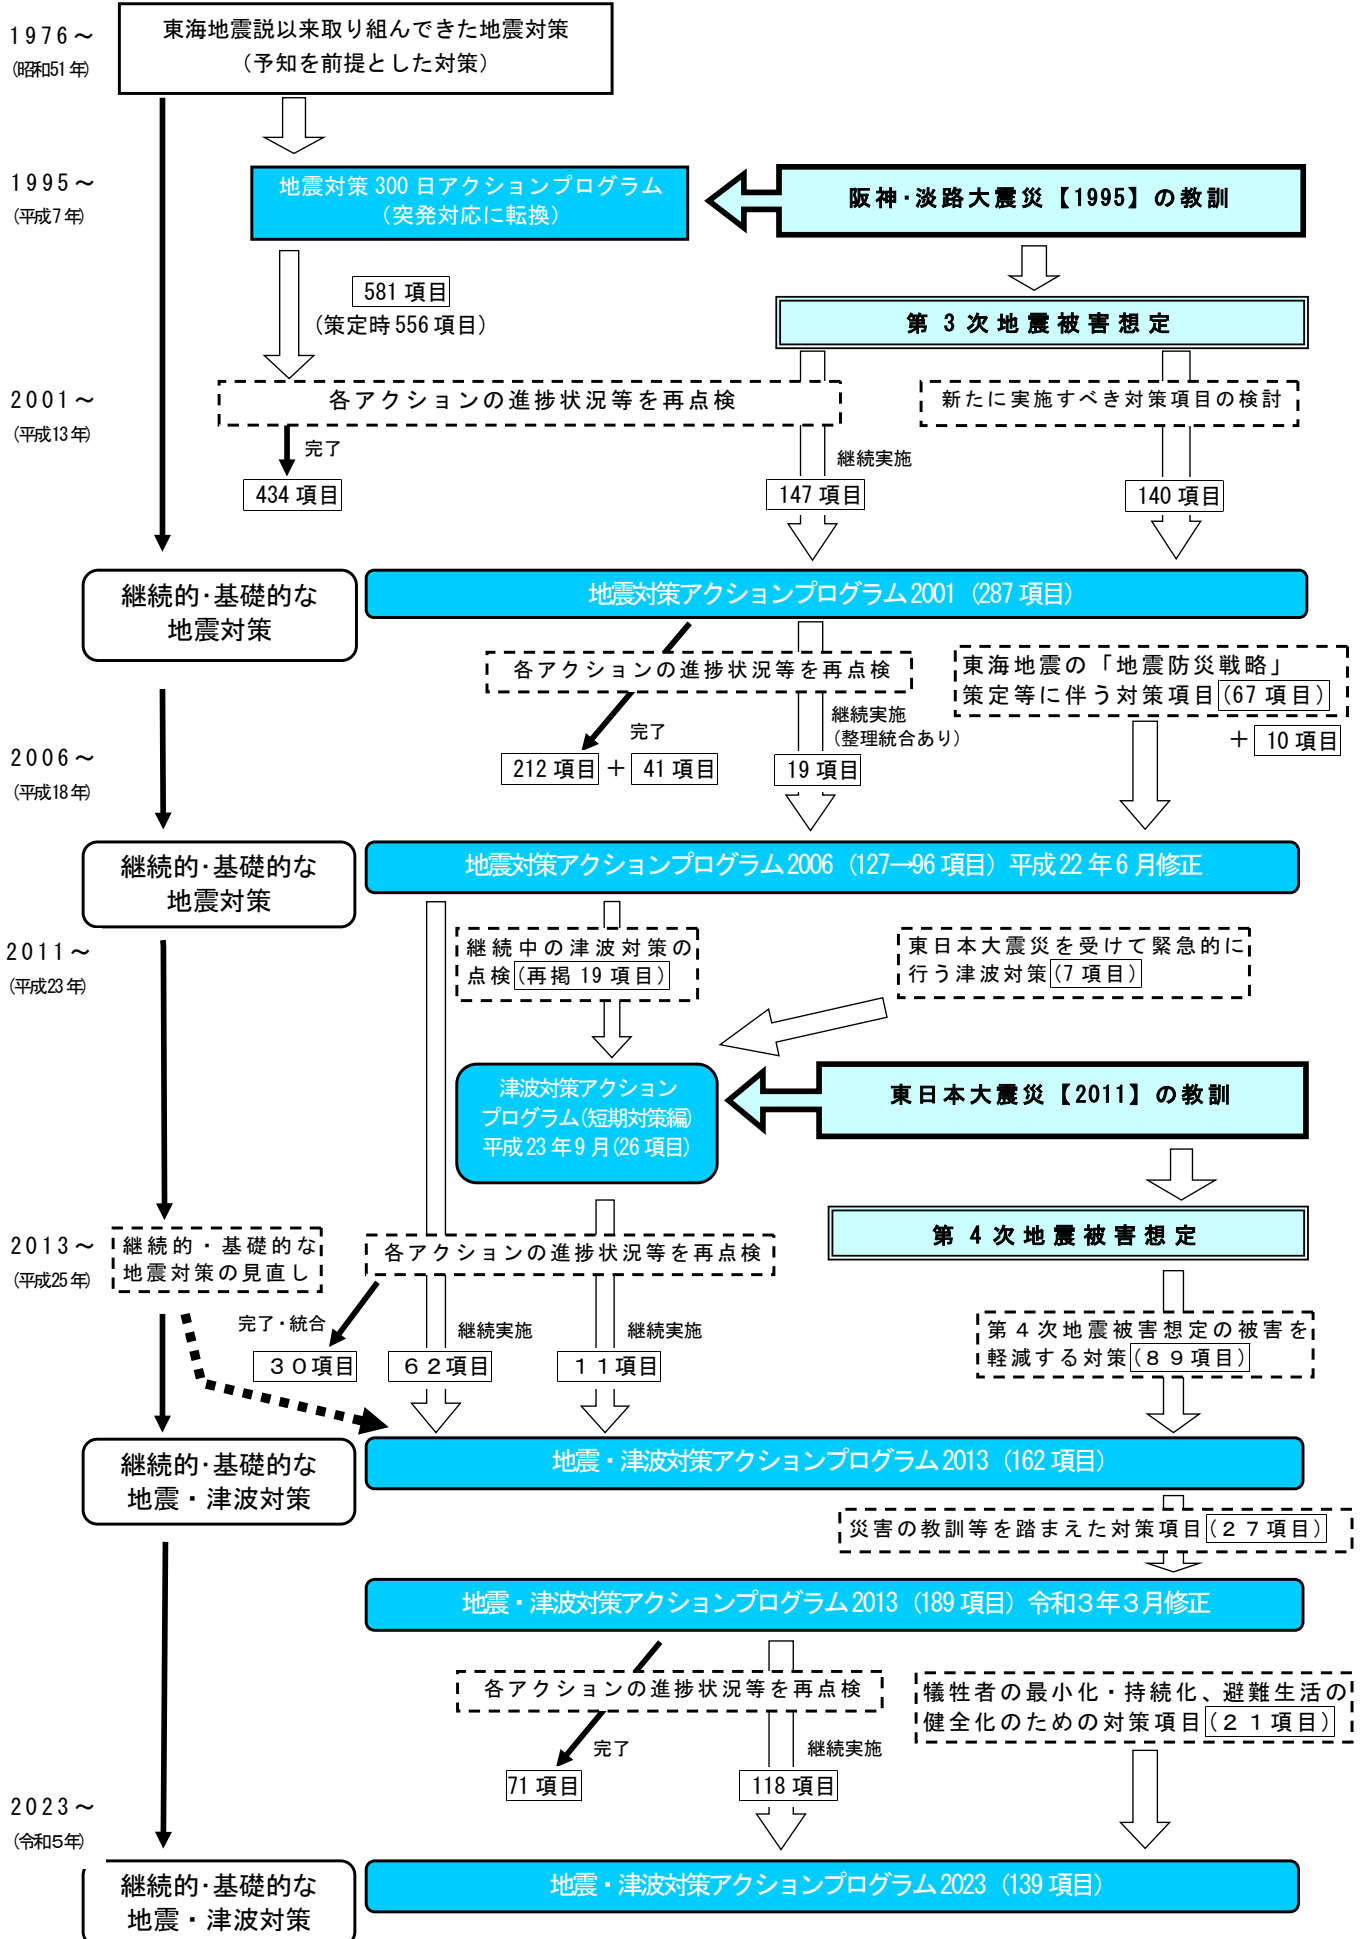 1976～
(昭和51年)
東海地震説以来取り組んできた地震対策
(予知を前提とした対策)
1995～
(平成7年)
地震対策300日アクションプログラム
(突発対応に転換)
阪神・淡路大震災【1995】の教訓
581項目
(策定時556項目)
第3次地震被害想定
2001～
(平成13年)
各アクションの進捗状況等を再点検
新たに実施すべき対策項目の検討
完了
継続実施
434項目
147項目
140項目
継続的・基礎的な
地震対策
地震対策アクションプログラム2001 (287項目)
各アクションの進捗状況等を再点検
東海地震の「地震防災戦略」
策定等に伴う対策項目(67項目)
＋ 10項目
完了
継続実施
(整理統合あり)
2006～
(平成18年)
212項目 ＋ 41項目
19項目
継続的・基礎的な
地震対策
地震対策アクションプログラム2006 (127→96項目) 平成22年6月修正
2011～
(平成23年)
継続中の津波対策の
点検(再掲19項目)
東日本大震災を受けて緊急的に
行う津波対策(7項目)
津波対策アクション
プログラム(短期対策編)
平成23年9月(26項目)
東日本大震災【2011】の教訓
第4次地震被害想定
2013～
(平成25年)
継続的・基礎的な
地震対策の見直し
各アクションの進捗状況等を再点検
完了・統合
継続実施
継続実施
３０項目
６２項目
１１項目
第４次地震被害想定の被害を
軽減する対策(８９項目)
継続的・基礎的な
地震・津波対策
地震・津波対策アクションプログラム2013 (162項目)
災害の教訓等を踏まえた対策項目(２７項目)
地震・津波対策アクションプログラム2013 (189項目) 令和３年３月修正
各アクションの進捗状況等を再点検
犠牲者の最小化・持続化、避難生活の
健全化のための対策項目(２１項目)
完了
継続実施
71項目
118項目
2023～
(令和5年)
継続的・基礎的な
地震・津波対策
地震・津波対策アクションプログラム2023 (139項目)